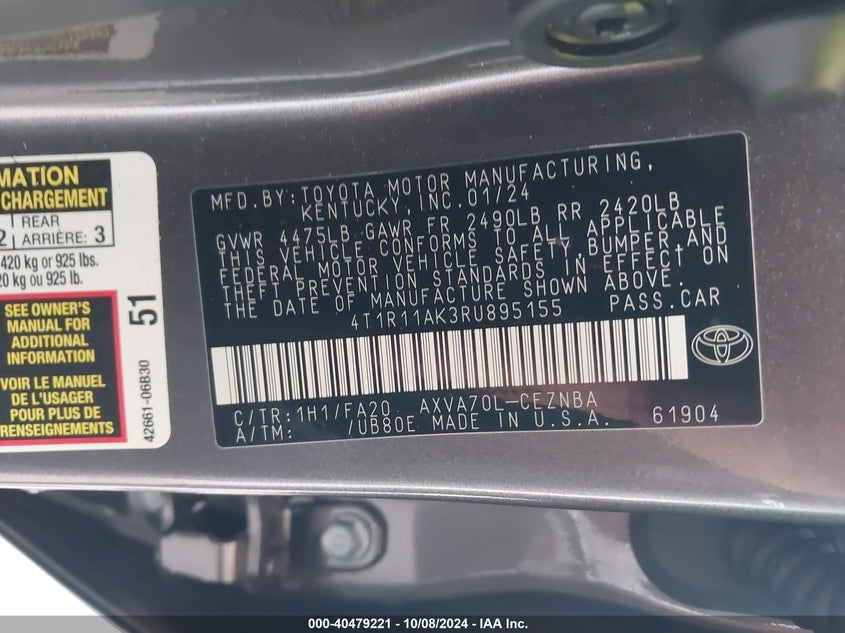 MATION
CHARGEMENT
2
REAR
ARRIÈRE: 3
420 kg or 925 lbs.
20 kg ou 925 lb.
SEE OWNER'S
MANUAL FOR
ADDITIONAL
INFORMATION
VOIR LE MANUEL
DE L'USAGER
POUR PLUS DE
RENSEIGNEMENTS
51
42661-06B30
MFD.BY:TOYOTA MOTOR MANUFACTURING,
KENTUCKY,INC.01/24
GVWR 4475LB GAWR FR 2490LB RR 2420LB
THIS VEHICLE CONFORMS TO ALL APPLICABLE
FEDERAL MOTOR VEHICLE SAFETY,BUMPER,AND
THEFT PREVENTION STANDARDS IN EFFECT ON
THE DATE OF MANUFACTURE SHOWN ABOVE.
4T1R11AK3RU895155 PASS.CAR
C/TR:1H1/FA20 AXVA70L-CEZNBA
A/TM: /UB80E MADE IN U.S.A. 61904
000-40479221 - 10/08/2024 - IAA Inc.